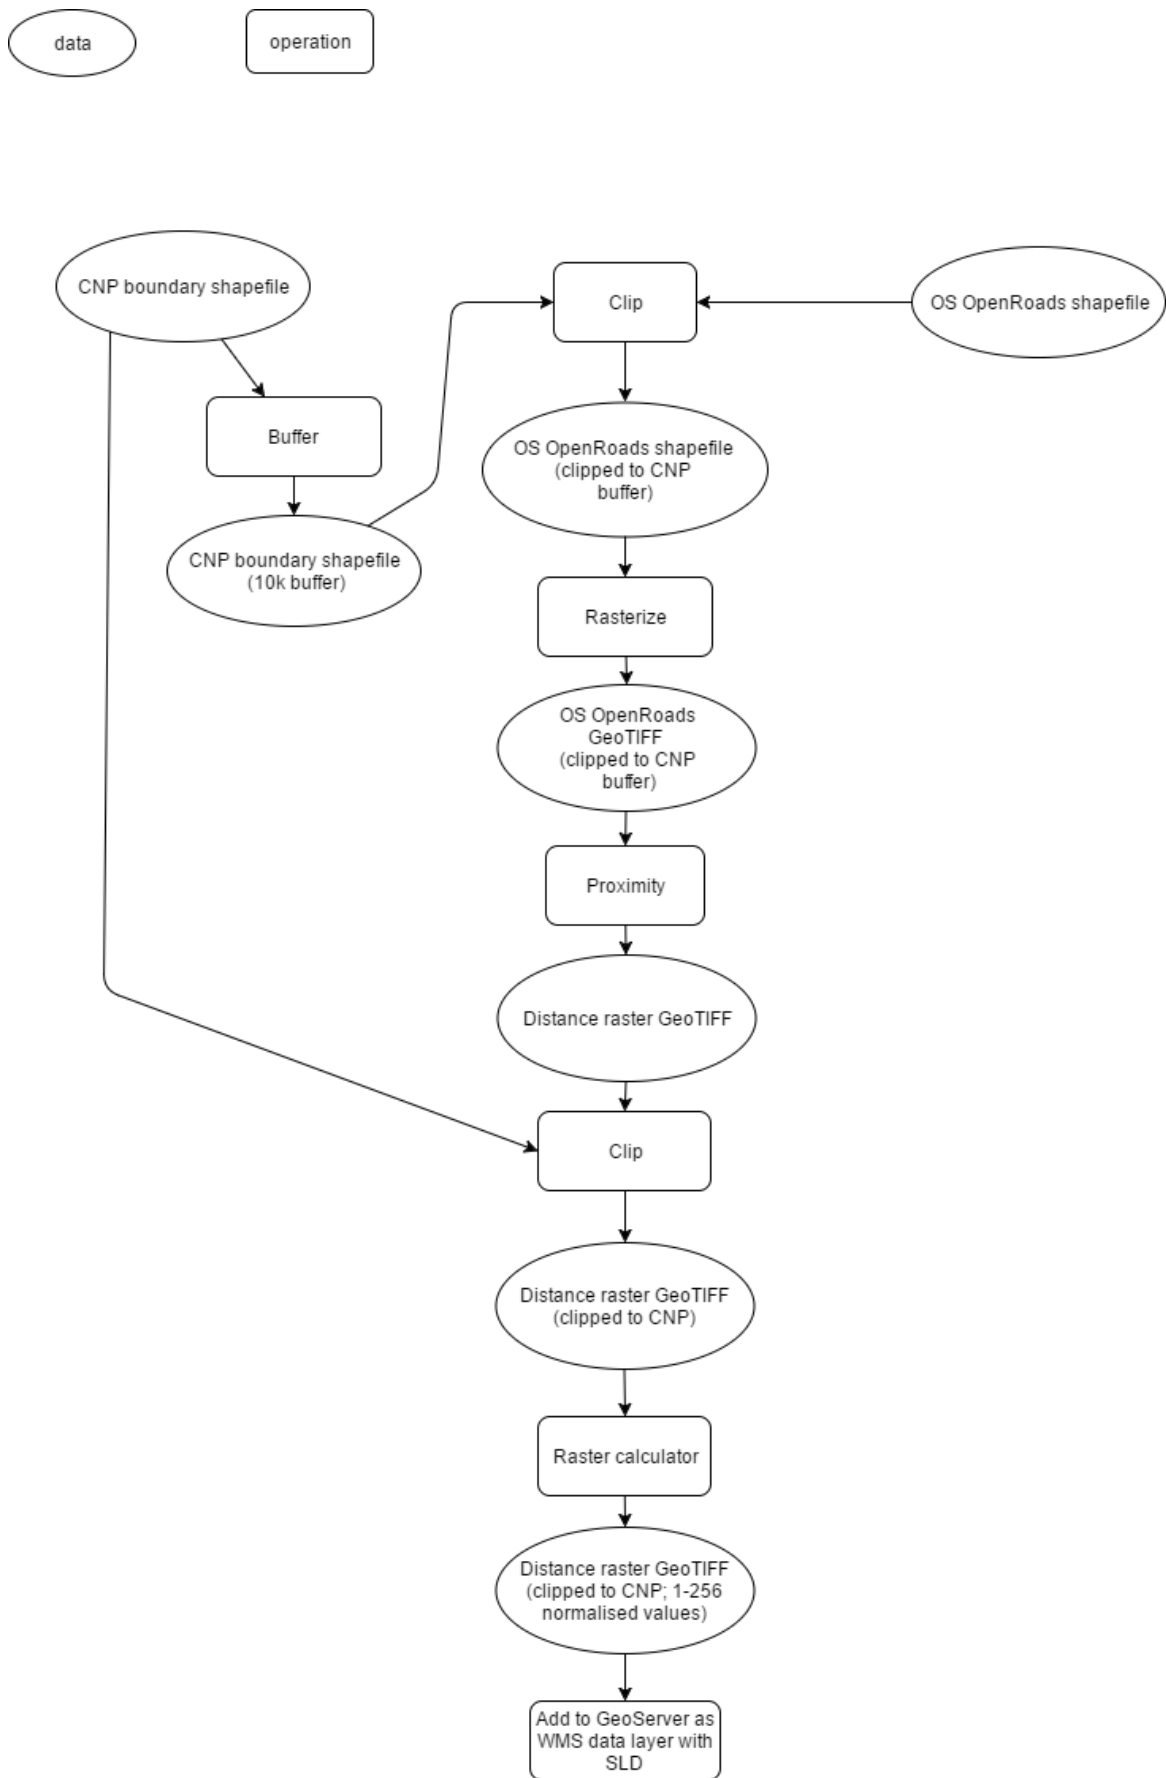 data
operation
CNP boundary shapefile
Clip
OS OpenRoads shapefile
Buffer
OS OpenRoads shapefile
(clipped to CNP
buffer)
CNP boundary shapefile
(10k buffer)
Rasterize
OS OpenRoads
GeoTIFF
(clipped to CNP
buffer)
Proximity
Distance raster GeoTIFF
Clip
Distance raster GeoTIFF
(clipped to CNP)
Raster calculator
Distance raster GeoTIFF
(clipped to CNP; 1-256
normalised values)
Add to GeoServer as
WMS data layer with
SLD